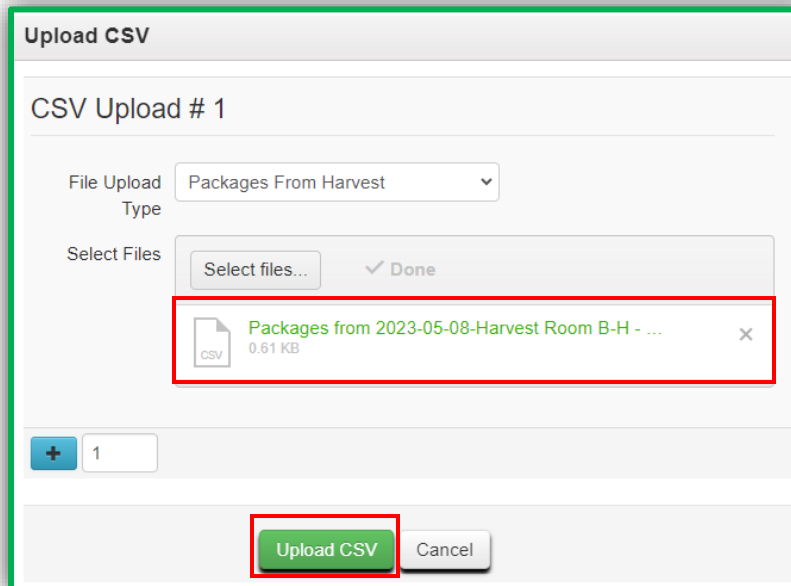 Upload CSV
CSV Upload # 1
File Upload Type
Packages From Harvest
Select Files
Select files...
Done
Packages from 2023-05-08-Harvest Room B-H - ...
0.61 KB
CSV
1
Upload CSV
Cancel